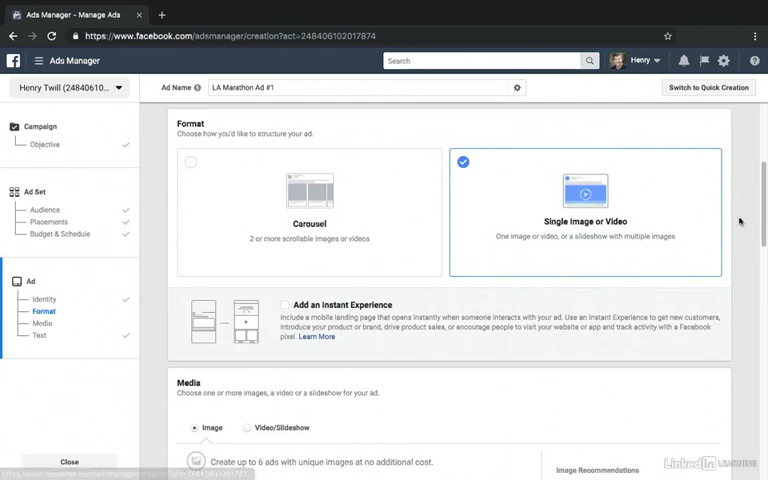 Ads Manager - Manage Ads
https://www.facebook.com/adsmanager/creation?act=248406102017874
Ads Manager
Search
Henry
Henry Twill (24840610...
Ad Name
LA Marathon Ad #1
Switch to Quick Creation
Campaign
Objective
Ad Set
Audience
Placements
Budget & Schedule
Ad
Identity
Format
Media
Text
Close
Format
Choose how you'd like to structure your ad.
Carousel
2 or more scrollable images or videos
Single Image or Video
One image or video, or a slideshow with multiple images
Add an Instant Experience
Include a mobile landing page that opens instantly when someone interacts with your ad. Use an Instant Experience to get new customers,
introduce your product or brand, drive product sales, or encourage people to visit your website or app and track activity with a Facebook
pixel. Learn More
Media
Choose one or more images, a video or a slideshow for your ad.
Image
Video/Slideshow
Create up to 6 ads with unique images at no additional cost.
Image Recommendations
LinkedIn LEARNING